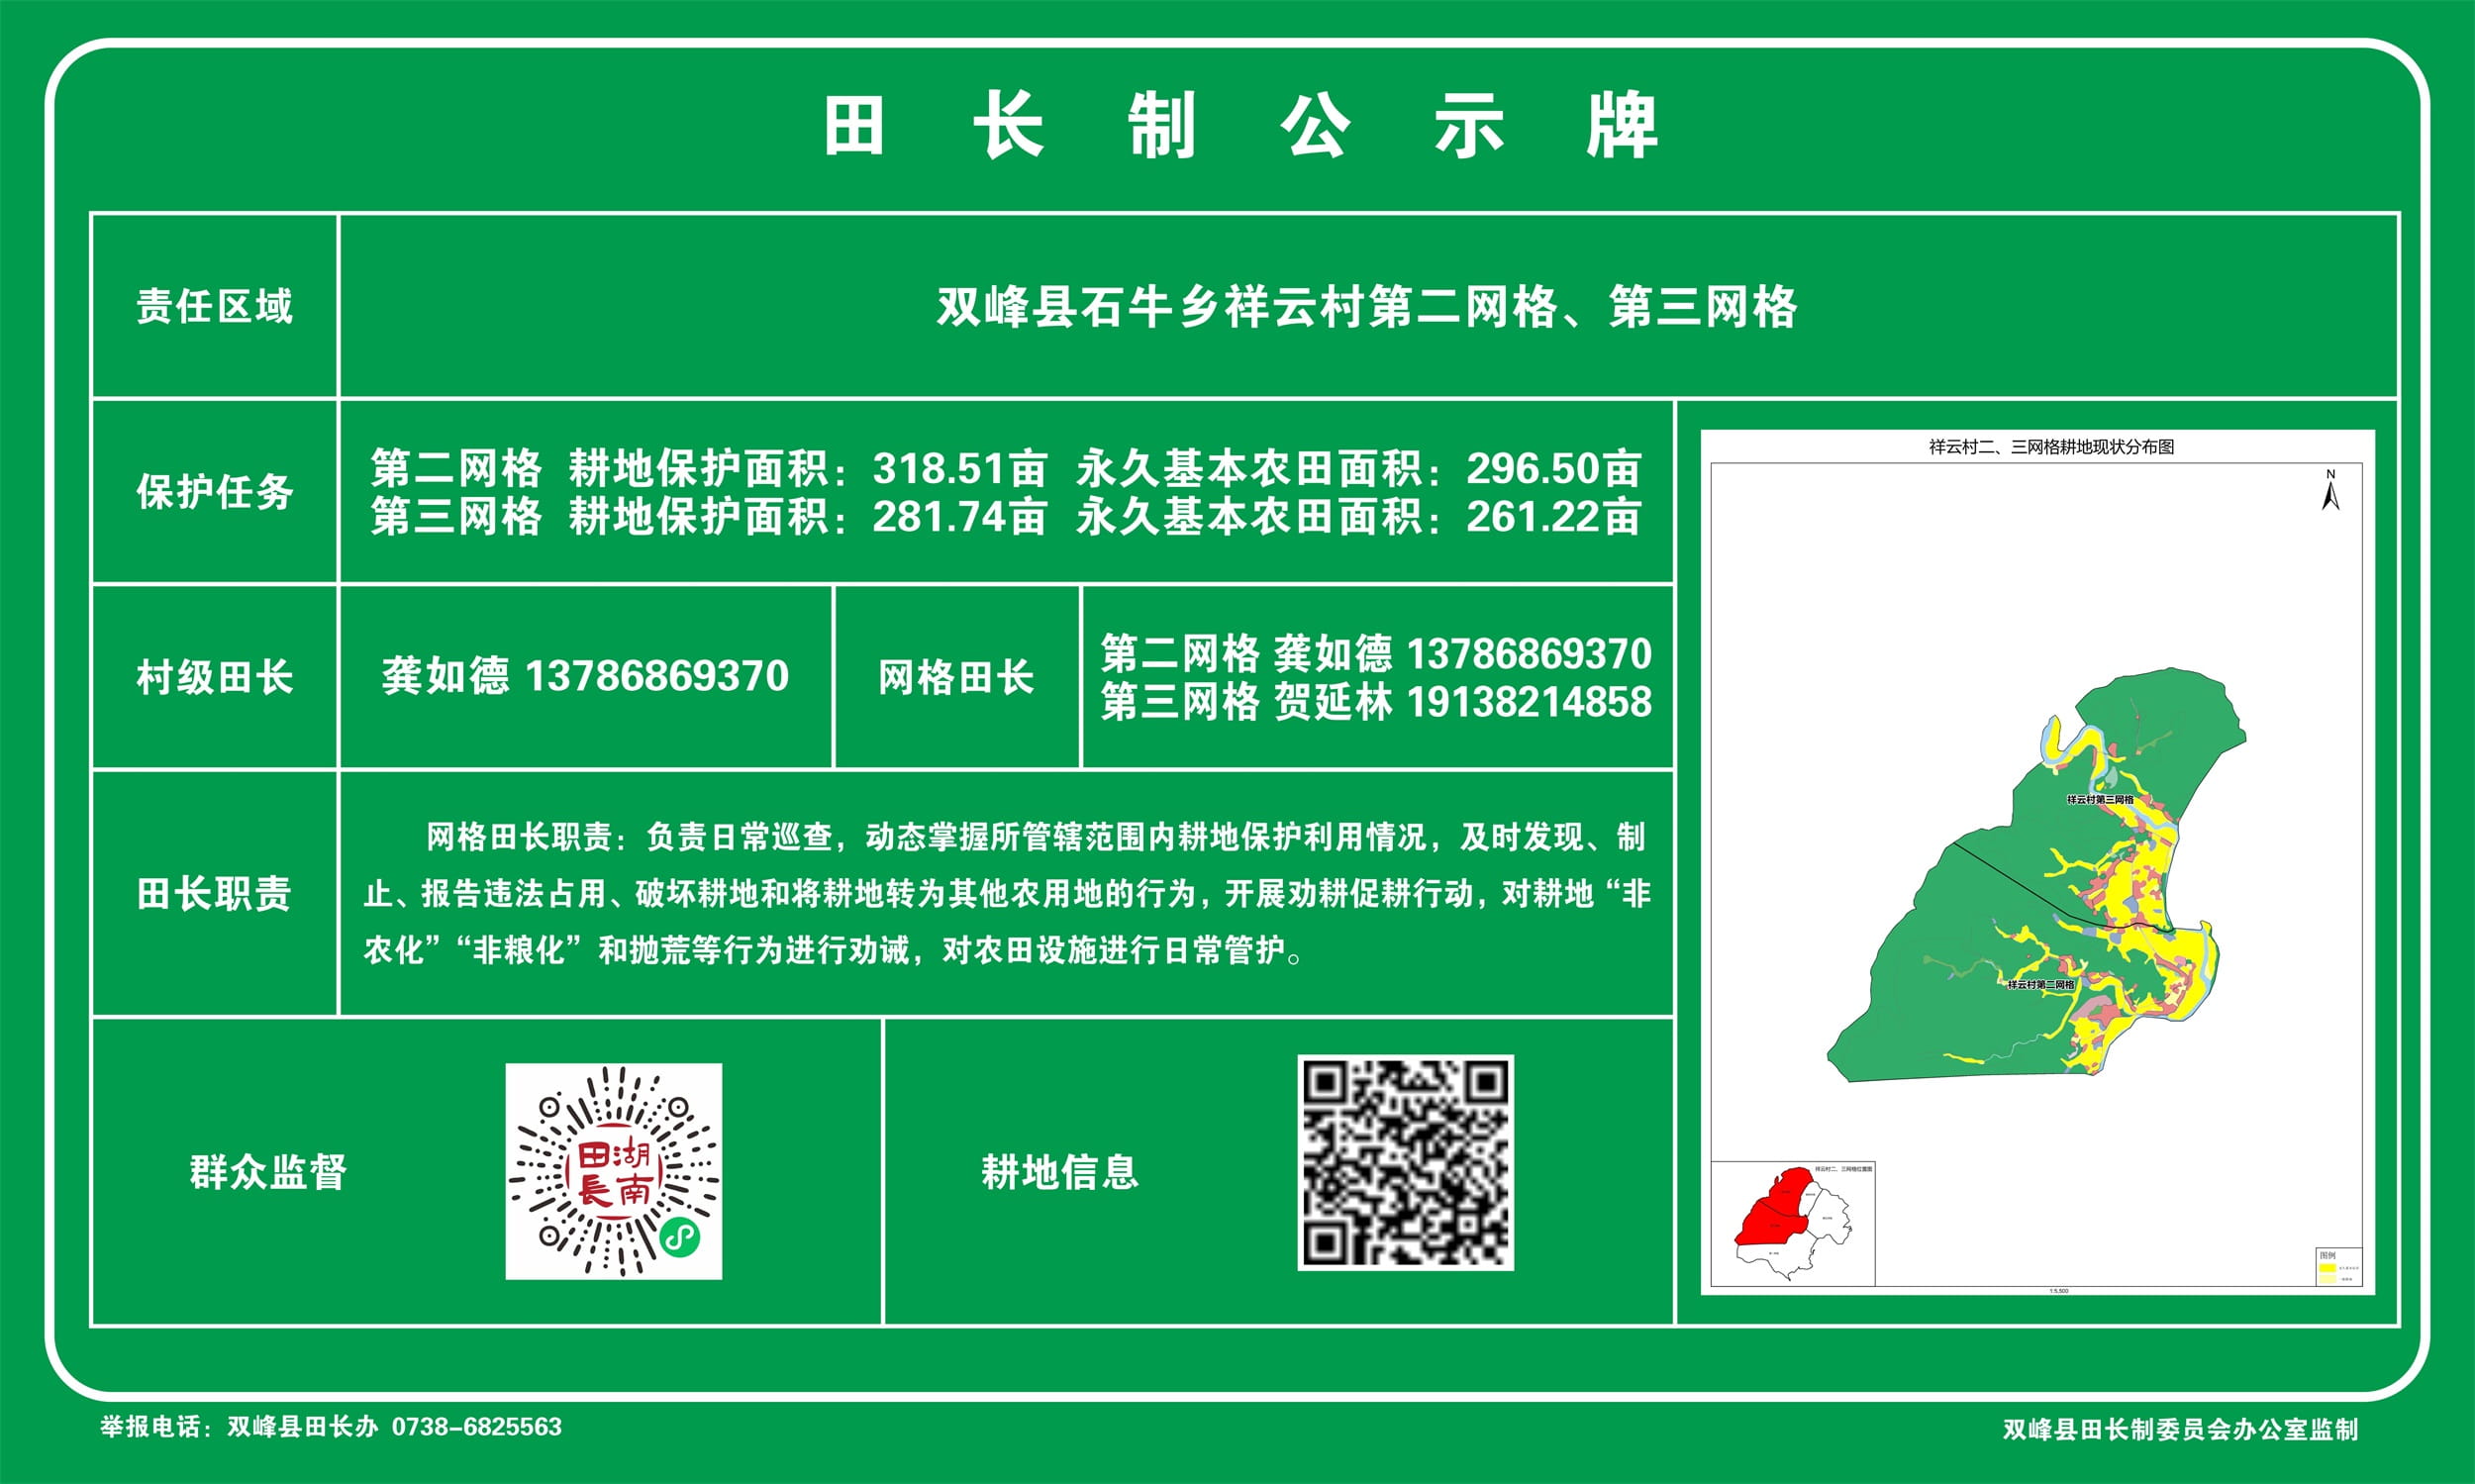 田长制公示牌
责任区域
双峰县石牛乡祥云村第二网格、第三网格
保护任务
第二网格 耕地保护面积：318.51亩 永久基本农田面积：296.50亩
第三网格 耕地保护面积：281.74亩 永久基本农田面积：261.22亩
村级田长
龚如德 13786869370
网格田长
第二网格 龚如德 13786869370
第三网格 贺延林 19138214858
田长职责
网格田长职责：负责日常巡查，动态掌握所管辖范围内耕地保护利用情况，及时发现、制
止、报告违法占用、破坏耕地和将耕地转为其他农用地的行为，开展劝耕促耕行动，对耕地“非
农化”“非粮化”和抛荒等行为进行劝诫，对农田设施进行日常管护。
群众监督
田湖
長南
耕地信息
祥云村二、三网格耕地现状分布图
N
祥云村第三网格
祥云村第二网格
祥云村二、三网格位置图
图例
1:5,500
举报电话：双峰县田长办 0738-6825563
双峰县田长制委员会办公室监制